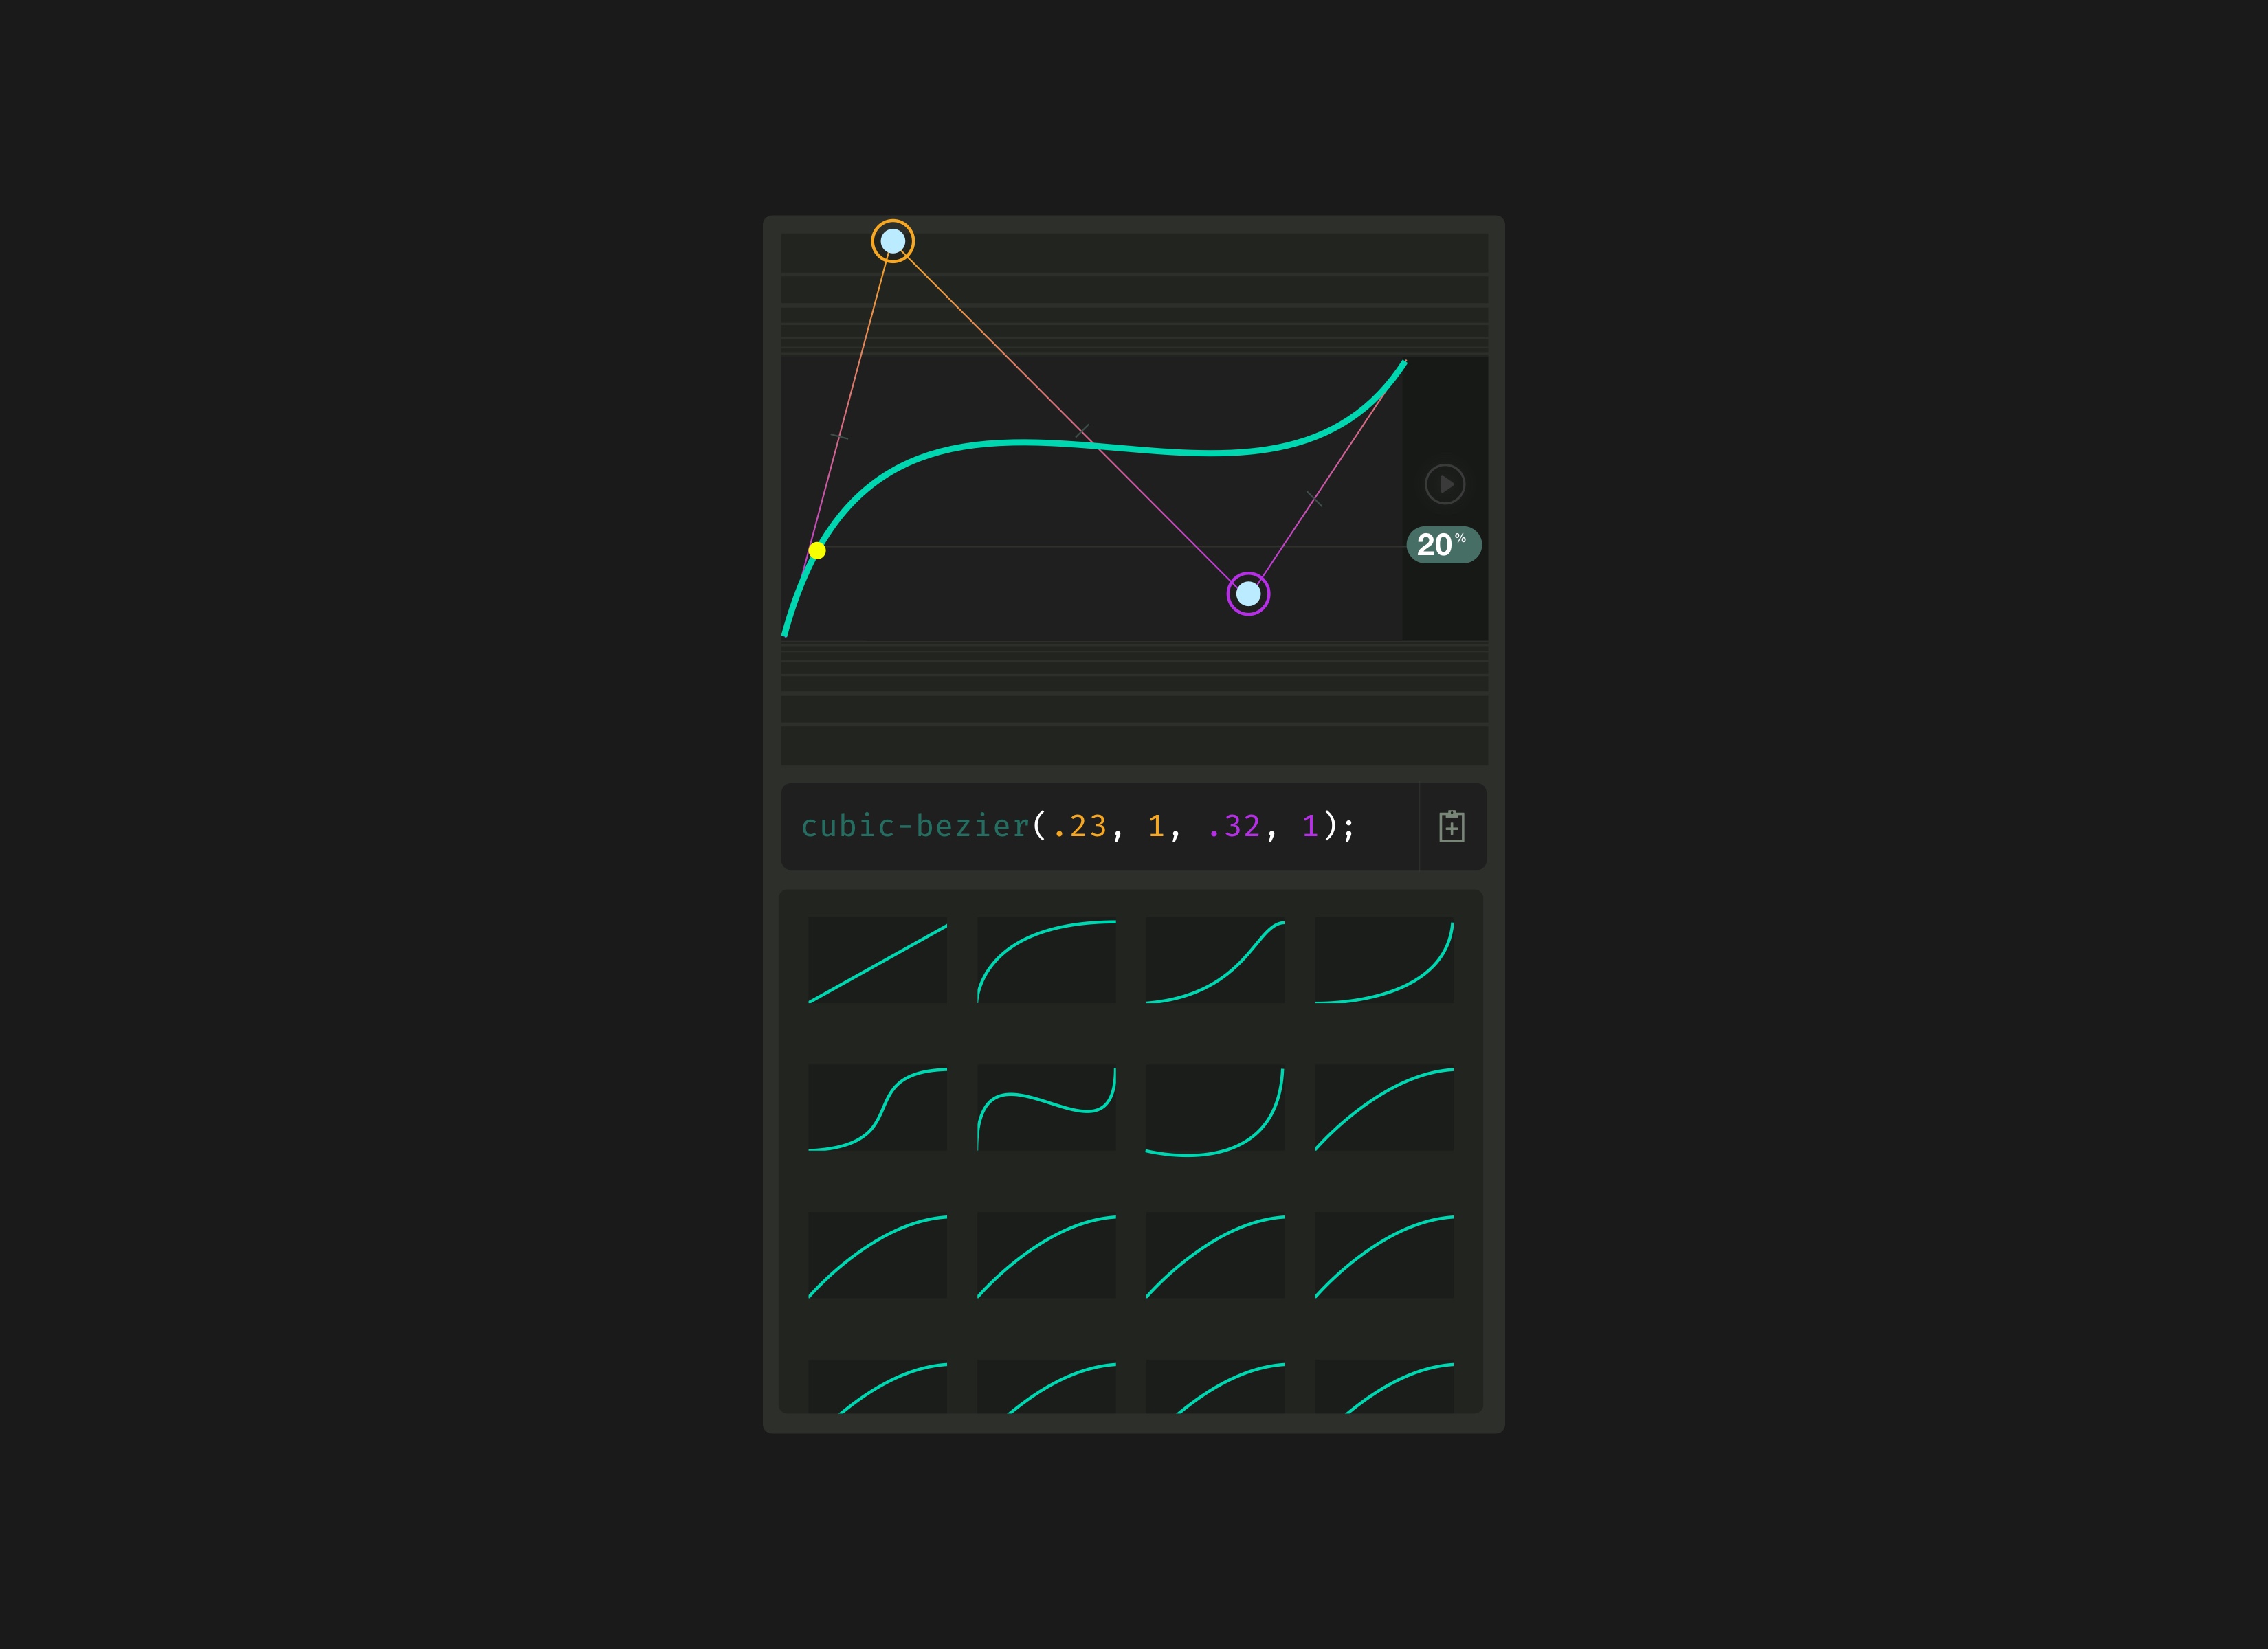 20%
cubic-bezier(.23, 1, .32, 1);